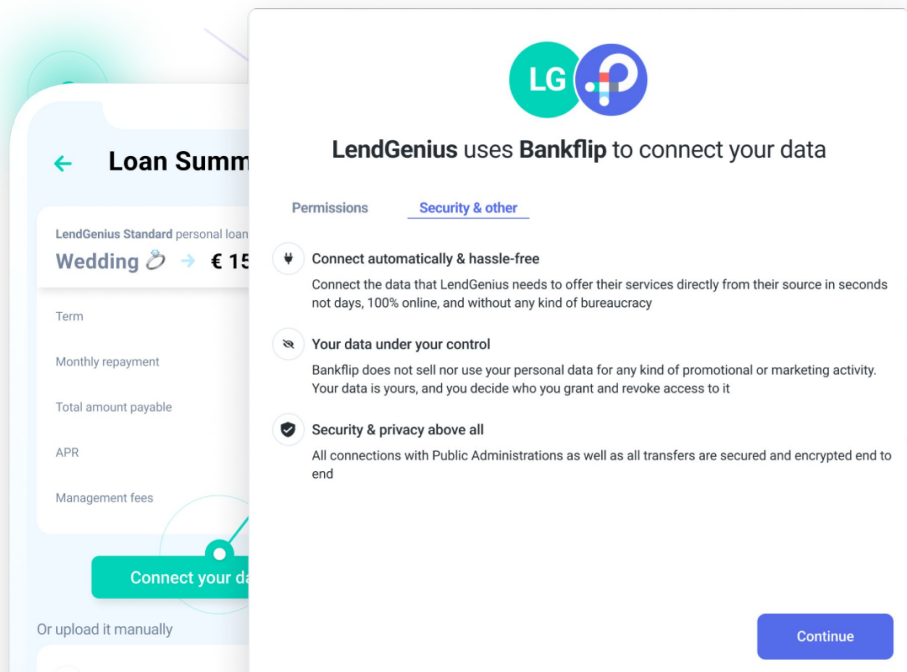 LG
LendGenius uses Bankflip to connect your data
Permissions
Security & other
Connect automatically & hassle-free
Connect the data that LendGenius needs to offer their services directly from their source in seconds
not days, 100% online, and without any kind of bureaucracy
Your data under your control
Bankflip does not sell nor use your personal data for any kind of promotional or marketing activity.
Your data is yours, and you decide who you grant and revoke access to it
Security & privacy above all
All connections with Public Administrations as well as all transfers are secured and encrypted end to
end
Continue
Loan Summ
LendGenius Standard personal loan
Wedding 💍 → € 15
Term
Monthly repayment
Total amount payable
APR
Management fees
Connect your da
Or upload it manually